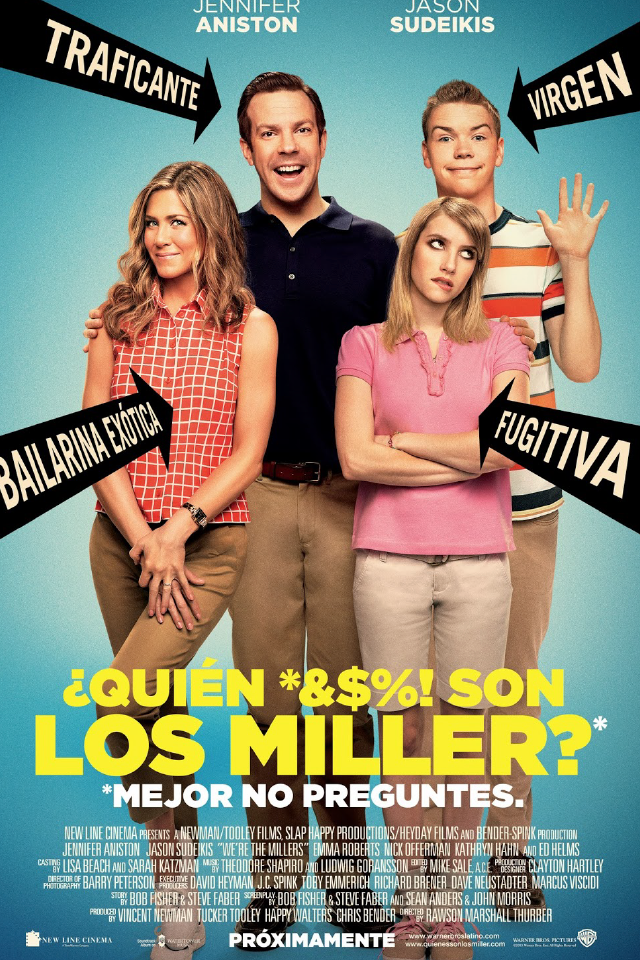 JENNIFER
ANISTON
JASON
SUDEIKIS
TRAFICANTE
VIRGEN
BAILARINA EXÓTICA
FUGITIVA
¿QUIÉN *&$%! SON
LOS MILLER?*
*MEJOR NO PREGUNTES.
NEW LINE CINEMA PRESENTS A NEWMAN/TOOLEY FILMS, SLAP HAPPY PRODUCTIONS/HEYDAY FILMS AND BENDER-SPINK PRODUCTION
JENNIFER ANISTON JASON SUDEIKIS "WE'RE THE MILLERS" EMMA ROBERTS NICK OFFERMAN KATHRYN HAHN AND ED HELMS
CASTING BY LISA BEACH AND SARAH KATZMAN MUSIC BY THEODORE SHAPIRO AND LUDWIG GORANSSON EDITED BY MIKE SALE, A.C.E. PRODUCTION DESIGNER CLAYTON HARTLEY
DIRECTOR OF PHOTOGRAPHY BARRY PETERSON EXECUTIVE PRODUCERS DAVID HEYMAN J.C. SPINK TOBY EMMERICH RICHARD BRENER DAVE NEUSTADTER MARCUS VISCIDI
STORY BY BOB FISHER & STEVE FABER SCREENPLAY BY BOB FISHER & STEVE FABER AND SEAN ANDERS & JOHN MORRIS
PRODUCED BY VINCENT NEWMAN TUCKER TOOLEY HAPPY WALTERS CHRIS BENDER DIRECTED BY RAWSON MARSHALL THURBER
NEW LINE CINEMA
PRÓXIMAMENTE
www.warnerbroslatino.com
www.quienessonlosmiller.com
WARNER BROS. PICTURES